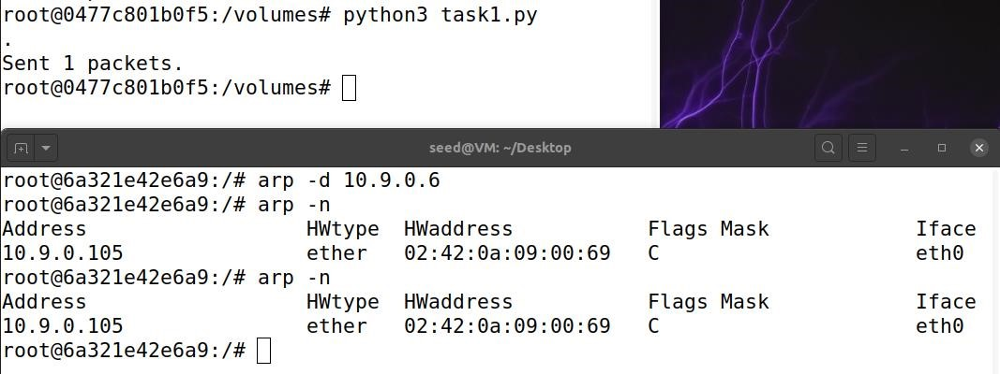 root@0477c801b0f5:/volumes# python3 task1.py
.
Sent 1 packets.
root@0477c801b0f5:/volumes#
seed@VM: ~/Desktop
root@6a321e42e6a9:/# arp -d 10.9.0.6
root@6a321e42e6a9:/# arp -n
Address HWtype HWaddress Flags Mask Iface
10.9.0.105 ether 02:42:0a:09:00:69 C eth0
root@6a321e42e6a9:/# arp -n
Address HWtype HWaddress Flags Mask Iface
10.9.0.105 ether 02:42:0a:09:00:69 C eth0
root@6a321e42e6a9:/#